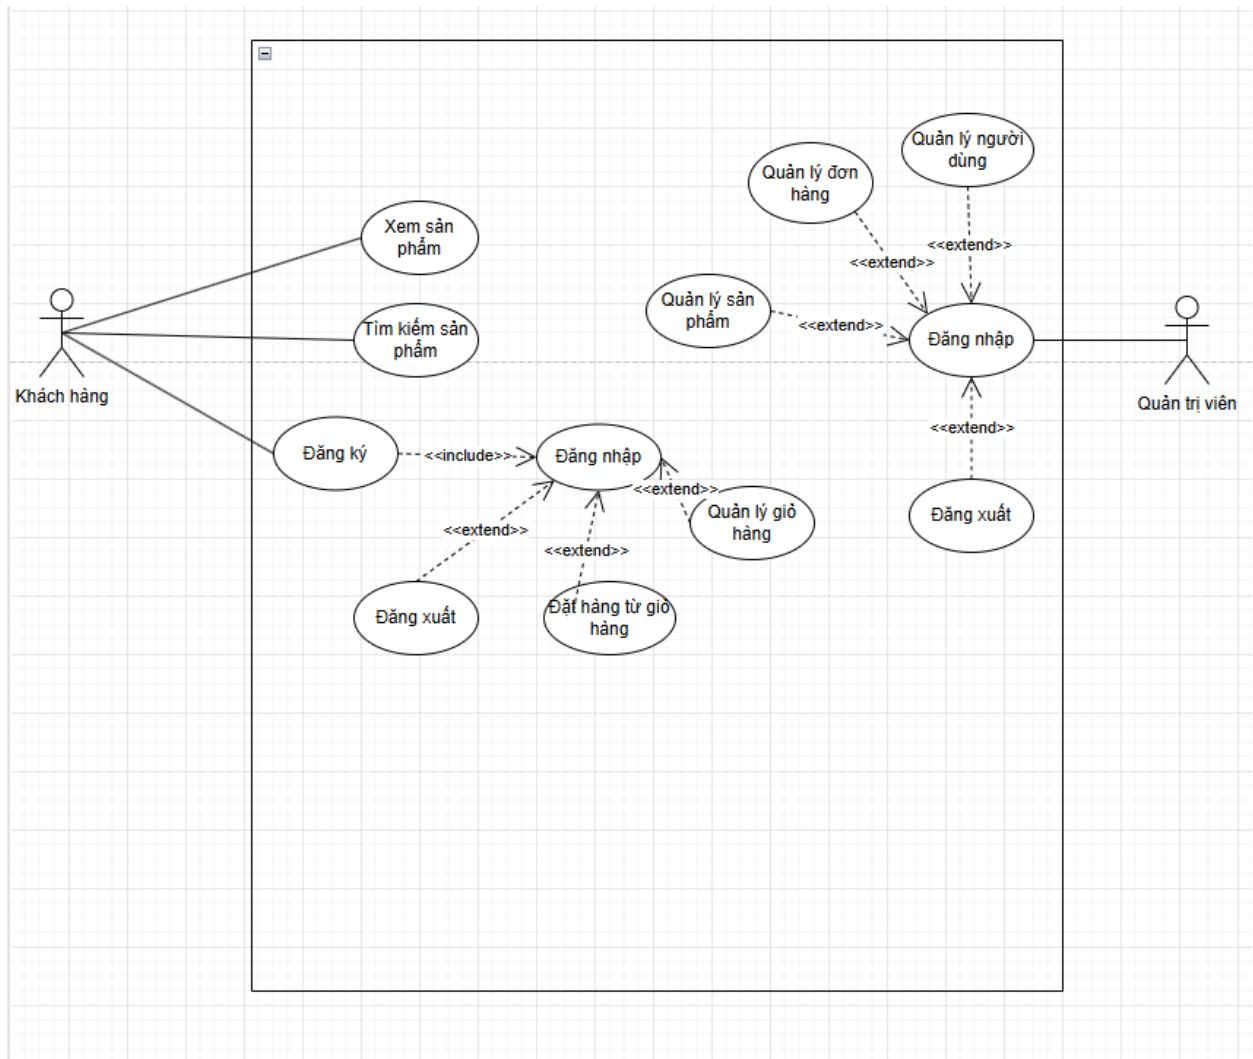 Quản lý người
dùng
Quản lý đơn
hàng
Xem sản
phẩm
<<extend>>
<<extend>>
Quản lý sản
phẩm
<<extend>>
Tìm kiếm sản
phẩm
Đăng nhập
Khách hàng
Quản trị viên
<<extend>>
Đăng ký
<<include>>
Đăng nhập
<<extend>>
Quản lý giỏ
hàng
Đăng xuất
<<extend>>
<<extend>>
Đăng xuất
Đặt hàng từ giỏ
hàng